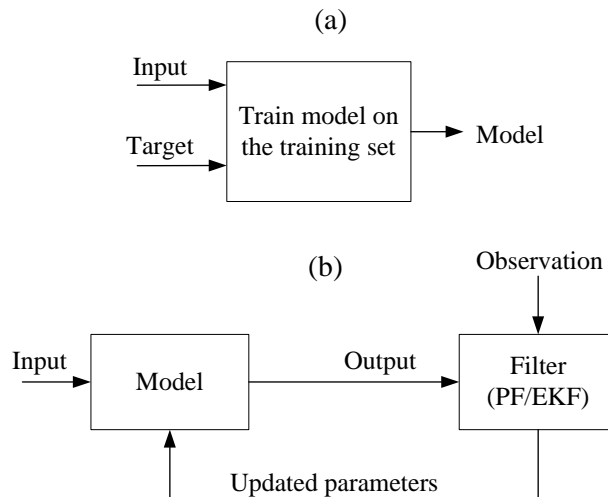 (a)
Input
Target
Train model on
the training set
Model
(b)
Observation
Input
Model
Output
Filter
(PF/EKF)
Updated parameters